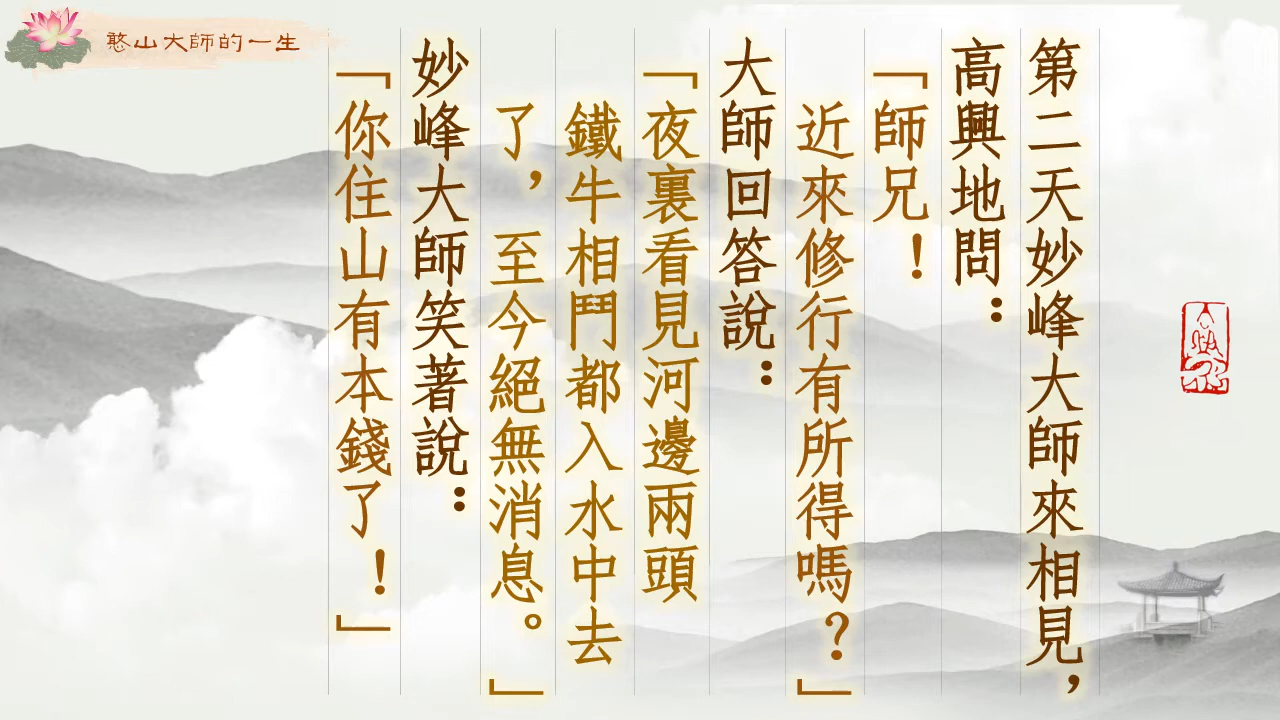 憨山大師的一生
第二天妙峰大師來相見，
高興地問：
「師兄！
近來修行有所得嗎？」
大師回答說：
「夜裏看見河邊兩頭
鐵牛相鬥都入水中去
了，至今絕無消息。」
妙峰大師笑著說：
「你住山有本錢了！」